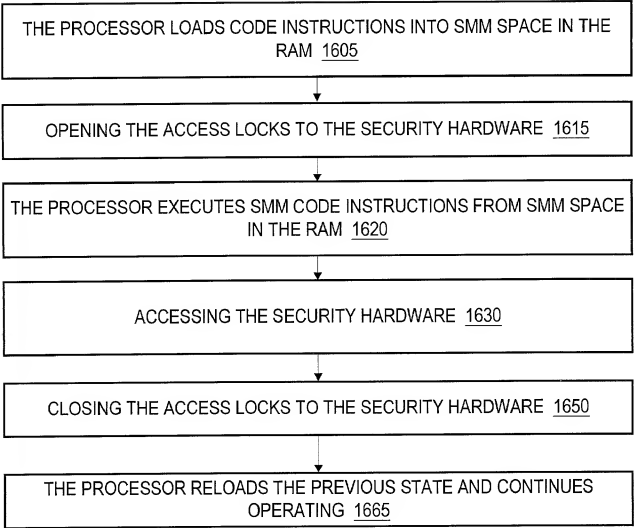 THE PROCESSOR LOADS CODE INSTRUCTIONS INTO SMM SPACE IN THE
RAM 1605
OPENING THE ACCESS LOCKS TO THE SECURITY HARDWARE 1615
THE PROCESSOR EXECUTES SMM CODE INSTRUCTIONS FROM SMM SPACE
IN THE RAM 1620
ACCESSING THE SECURITY HARDWARE 1630
CLOSING THE ACCESS LOCKS TO THE SECURITY HARDWARE 1650
THE PROCESSOR RELOADS THE PREVIOUS STATE AND CONTINUES
OPERATING 1665